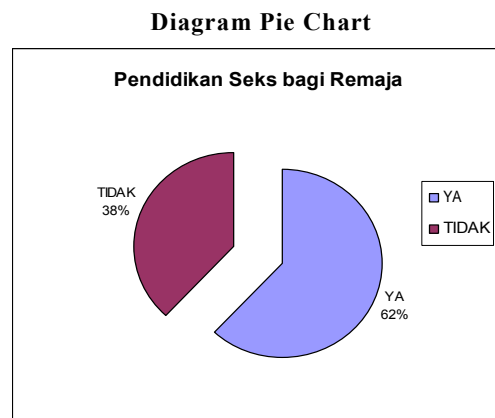 Diagram Pie Chart
Pendidikan Seks bagi Remaja
TIDAK
38%
YA
62%
YA
TIDAK